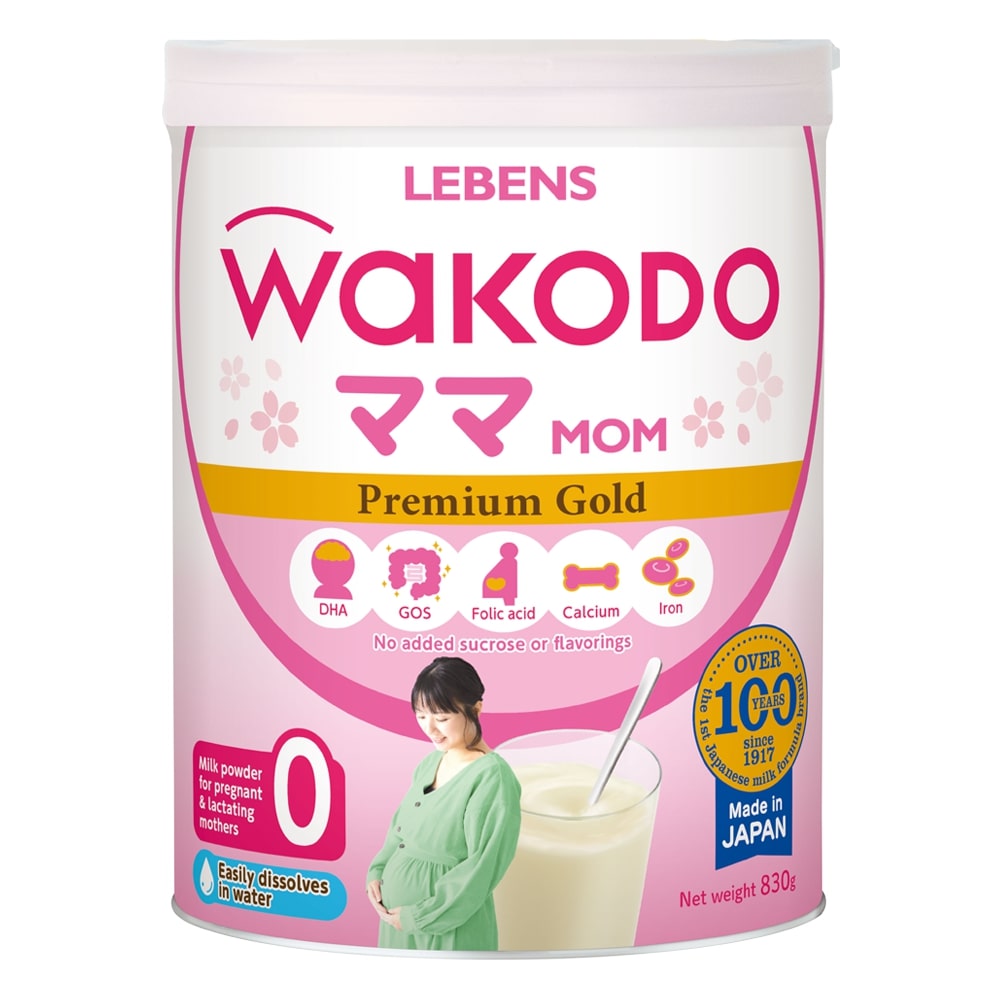 LEBENS
WAKODO
ママ MOM
Premium Gold
DHA
GOS
Folic acid
Calcium
Iron
No added sucrose or flavorings
OVER
100
YEARS
since
1917
the 1st Japanese milk formula brand
Made in
JAPAN
Milk powder
for pregnant
& lactating
mothers
0
Easily dissolves
in water
Net weight 830g